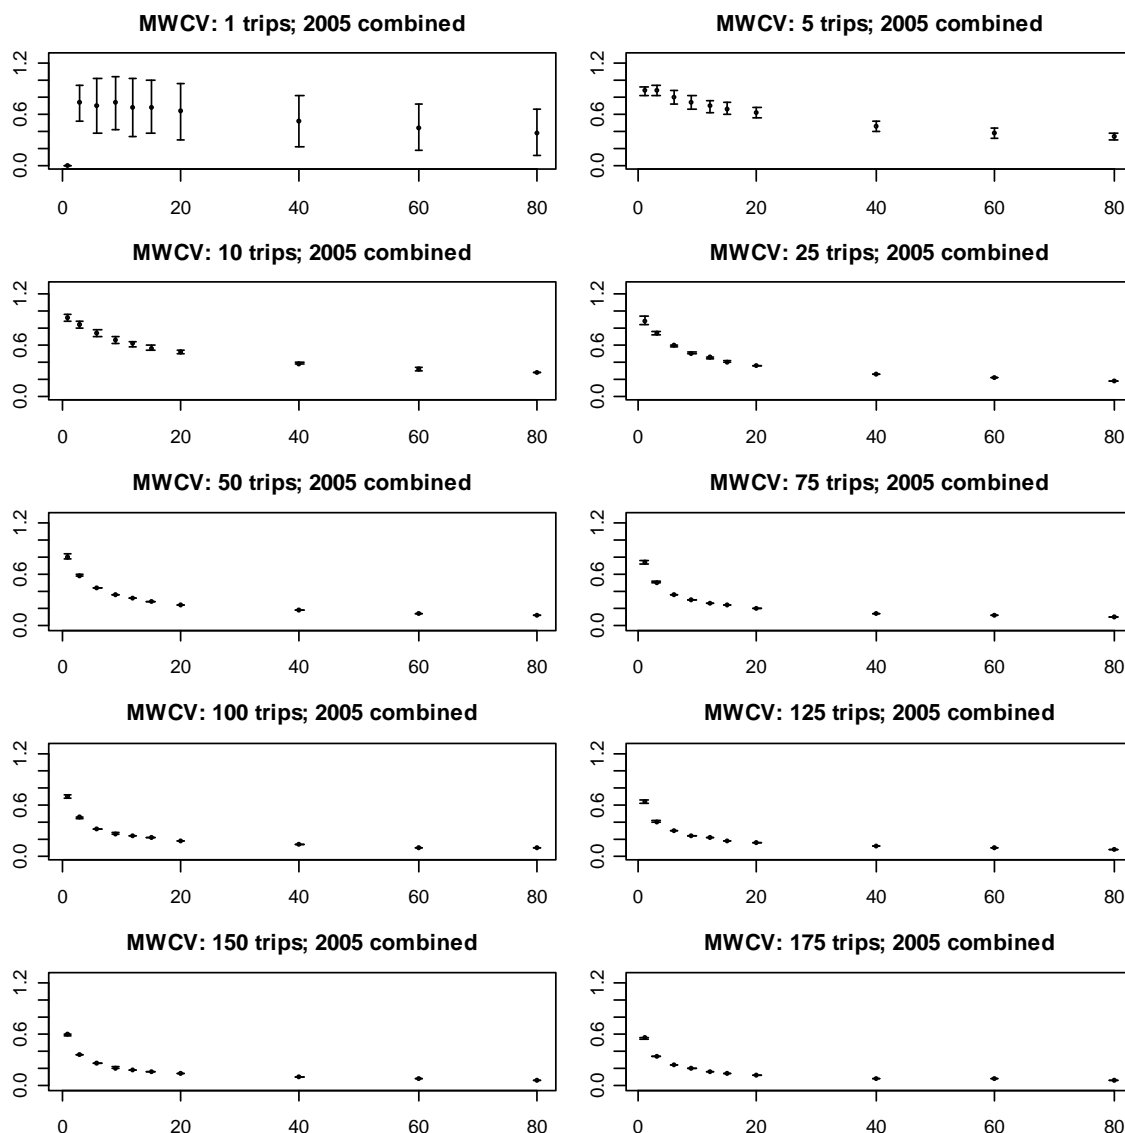 MWCV: 1 trips; 2005 combined
0.0 0.6 1.2
0 20 40 60 80
MWCV: 5 trips; 2005 combined
0.0 0.6 1.2
0 20 40 60 80
MWCV: 10 trips; 2005 combined
0.0 0.6 1.2
0 20 40 60 80
MWCV: 25 trips; 2005 combined
0.0 0.6 1.2
0 20 40 60 80
MWCV: 50 trips; 2005 combined
0.0 0.6 1.2
0 20 40 60 80
MWCV: 75 trips; 2005 combined
0.0 0.6 1.2
0 20 40 60 80
MWCV: 100 trips; 2005 combined
0.0 0.6 1.2
0 20 40 60 80
MWCV: 125 trips; 2005 combined
0.0 0.6 1.2
0 20 40 60 80
MWCV: 150 trips; 2005 combined
0.0 0.6 1.2
0 20 40 60 80
MWCV: 175 trips; 2005 combined
0.0 0.6 1.2
0 20 40 60 80